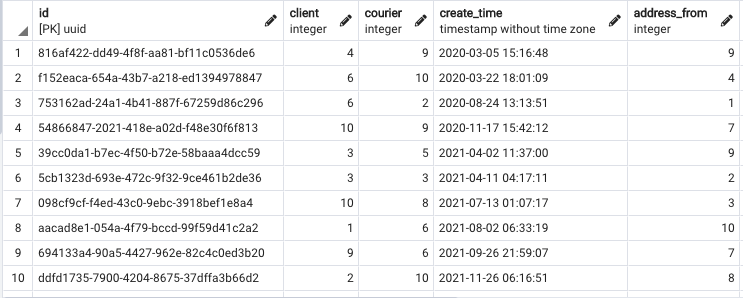 id client courier create_time address_from
[PK] uuid integer integer timestamp without time zone integer
1 816af422-dd49-4f8f-aa81-bf11c0536de6 4 9 2020-03-05 15:16:48 9
2 f152eaca-654a-43b7-a218-ed1394978847 6 10 2020-03-22 18:01:09 4
3 753162ad-24a1-4b41-887f-67259d86c296 6 2 2020-08-24 13:13:51 1
4 54866847-2021-418e-a02d-f48e30f6f813 10 9 2020-11-17 15:42:12 7
5 39cc0da1-b7ec-4f50-b72e-58baaa4dcc59 3 5 2021-04-02 11:37:00 9
6 5cb1323d-693e-472c-9f32-9ce461b2de36 3 3 2021-04-11 04:17:11 2
7 098cf9cf-f4ed-43c0-9ebc-3918bef1e8a4 10 8 2021-07-13 01:07:17 3
8 aacad8e1-054a-4f79-bccd-99f59d41c2a2 1 6 2021-08-02 06:33:19 10
9 694133a4-90a5-4427-962e-82c4c0ed3b20 9 6 2021-09-26 21:59:07 7
10 ddfd1735-7900-4204-8675-37dffa3b66d2 2 10 2021-11-26 06:16:51 8